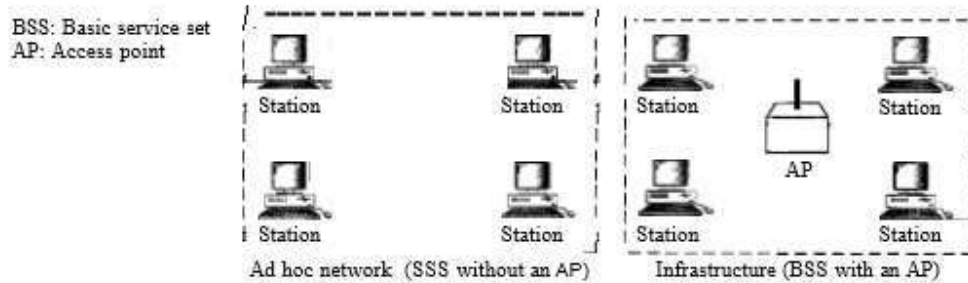 BSS: Basic service set
AP: Access point
Station
Station
Station
Station
Ad hoc network (SSS without an AP)
Station
Station
AP
Station
Station
Infrastructure (BSS with an AP)